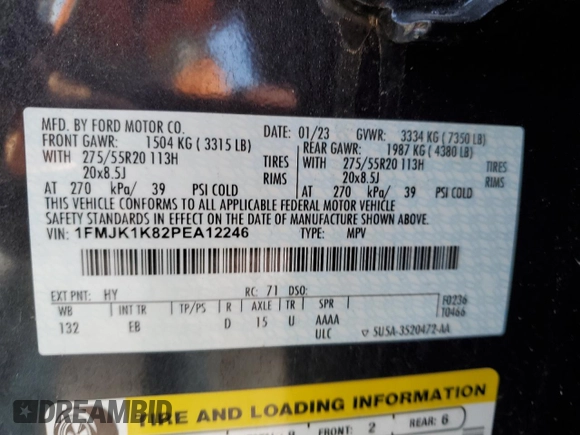 MFD. BY FORD MOTOR CO.
DATE: 01/23 GVWR: 3334 KG ( 7350 LB)
FRONT GAWR: 1504 KG ( 3315 LB)
REAR GAWR: 1987 KG ( 4380 LB)
WITH 275/55R20 113H TIRES
WITH 275/55R20 113H TIRES
20x8.5J RIMS
20x8.5J RIMS
AT 270 kPa/ 39 PSI COLD
AT 270 kPa/ 39 PSI COLD
THIS VEHICLE CONFORMS TO ALL APPLICABLE FEDERAL MOTOR VEHICLE
SAFETY STANDARDS IN EFFECT ON THE DATE OF MANUFACTURE SHOWN ABOVE.
VIN: 1FMJK1K82PEA12246 TYPE: MPV
EXT PNT: HY RC: 71 DSO:
WB INT TR TP/PS R AXLE TR SPR
132 EB D 15 U AAAA
ULC
F0236
10466
5USA-3520472-AA
TIRE AND LOADING INFORMATION
FRONT: 2 REAR: 6
DREAMBID